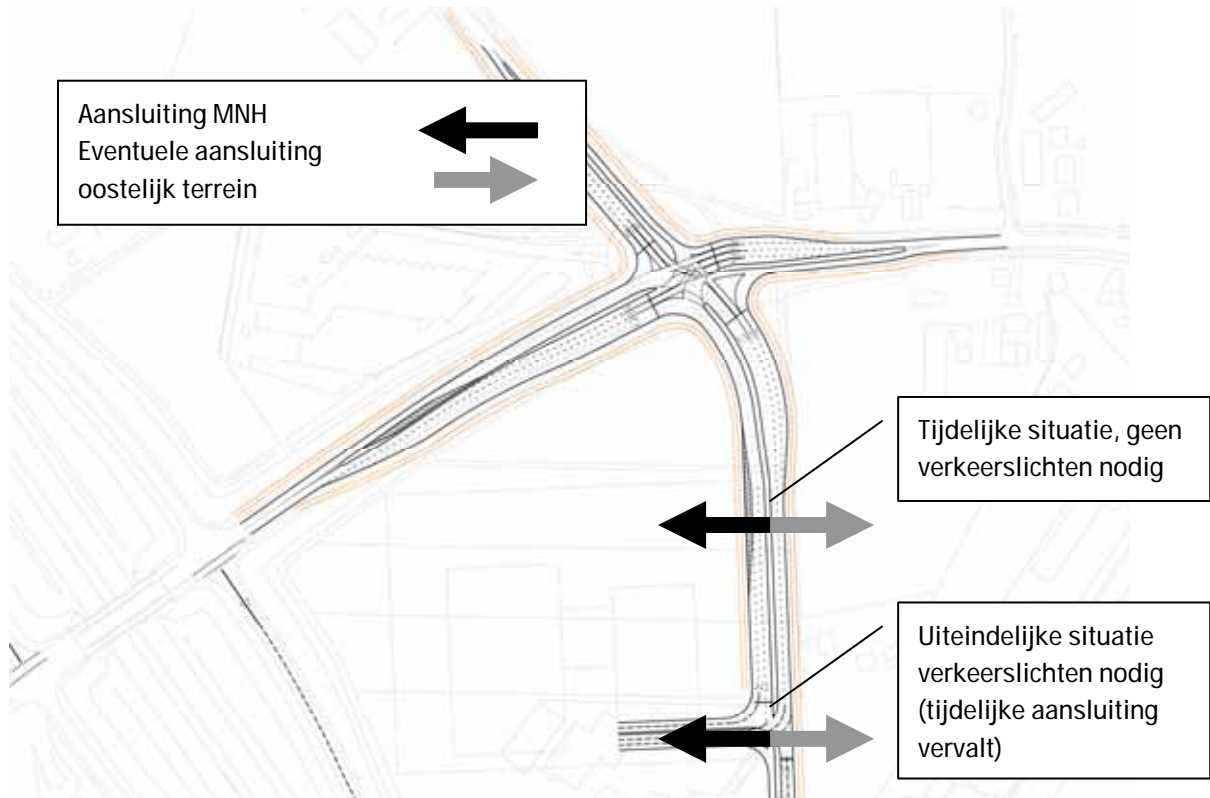 Aansluiting MNH
Eventuele aansluiting
oostelijk terrein
Tijdelijke situatie, geen
verkeerslichten nodig
Uiteindelijke situatie
verkeerslichten nodig
(tijdelijke aansluiting
vervalt)